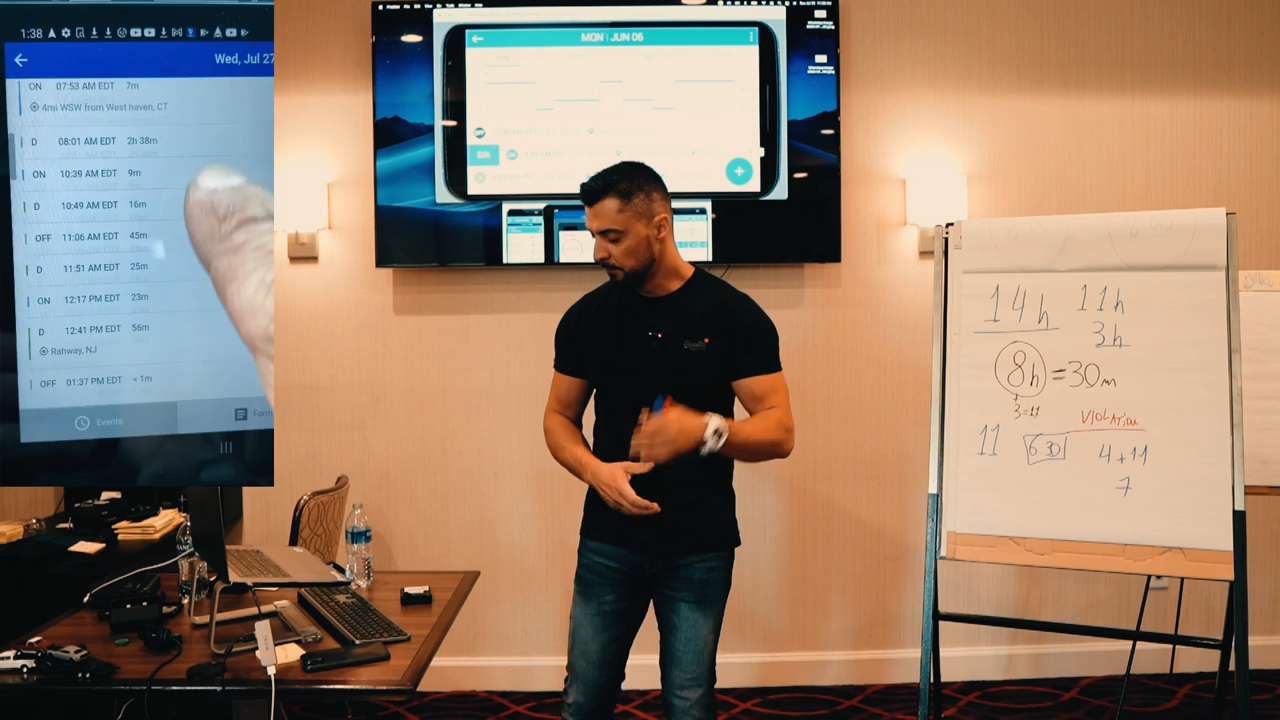 1:38
Wed, Jul 27
ON 07:53 AM EDT 7m
4mi WSW from West haven, CT
D 08:01 AM EDT 2h 38m
ON 10:39 AM EDT 9m
D 10:49 AM EDT 16m
OFF 11:06 AM EDT 45m
D 11:51 AM EDT 25m
ON 12:17 PM EDT 23m
D 12:41 PM EDT 56m
Rahway, NJ
OFF 01:37 PM EDT < 1m
Events
Form
MON | JUN 06
14h 11h
3h
8h = 30m
+
3=11
VIOLATION
11 6 30 4+11
7